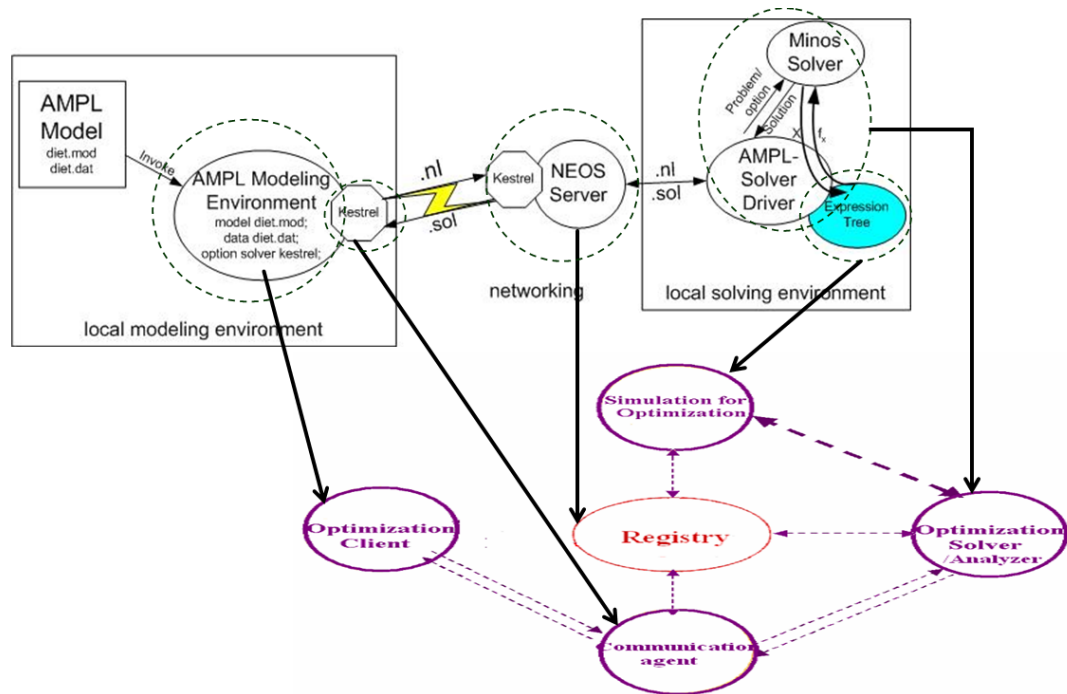 AMPL
Model
diet.mod
diet.dat
Invoke
AMPL Modeling
Environment
model diet.mod;
data diet.dat;
option solver kestrel;
Kestrel
.nl
.sol
Kestrel
NEOS
Server
.nl
.sol
Minos
Solver
Problem/
option
Solution
X
fx
AMPL-
Solver
Driver
Expression
Tree
local modeling environment
networking
local solving environment
Simulation for
Optimization
Optimization
Client
Registry
Optimization
Solver
/Analyzer
Communication
agent